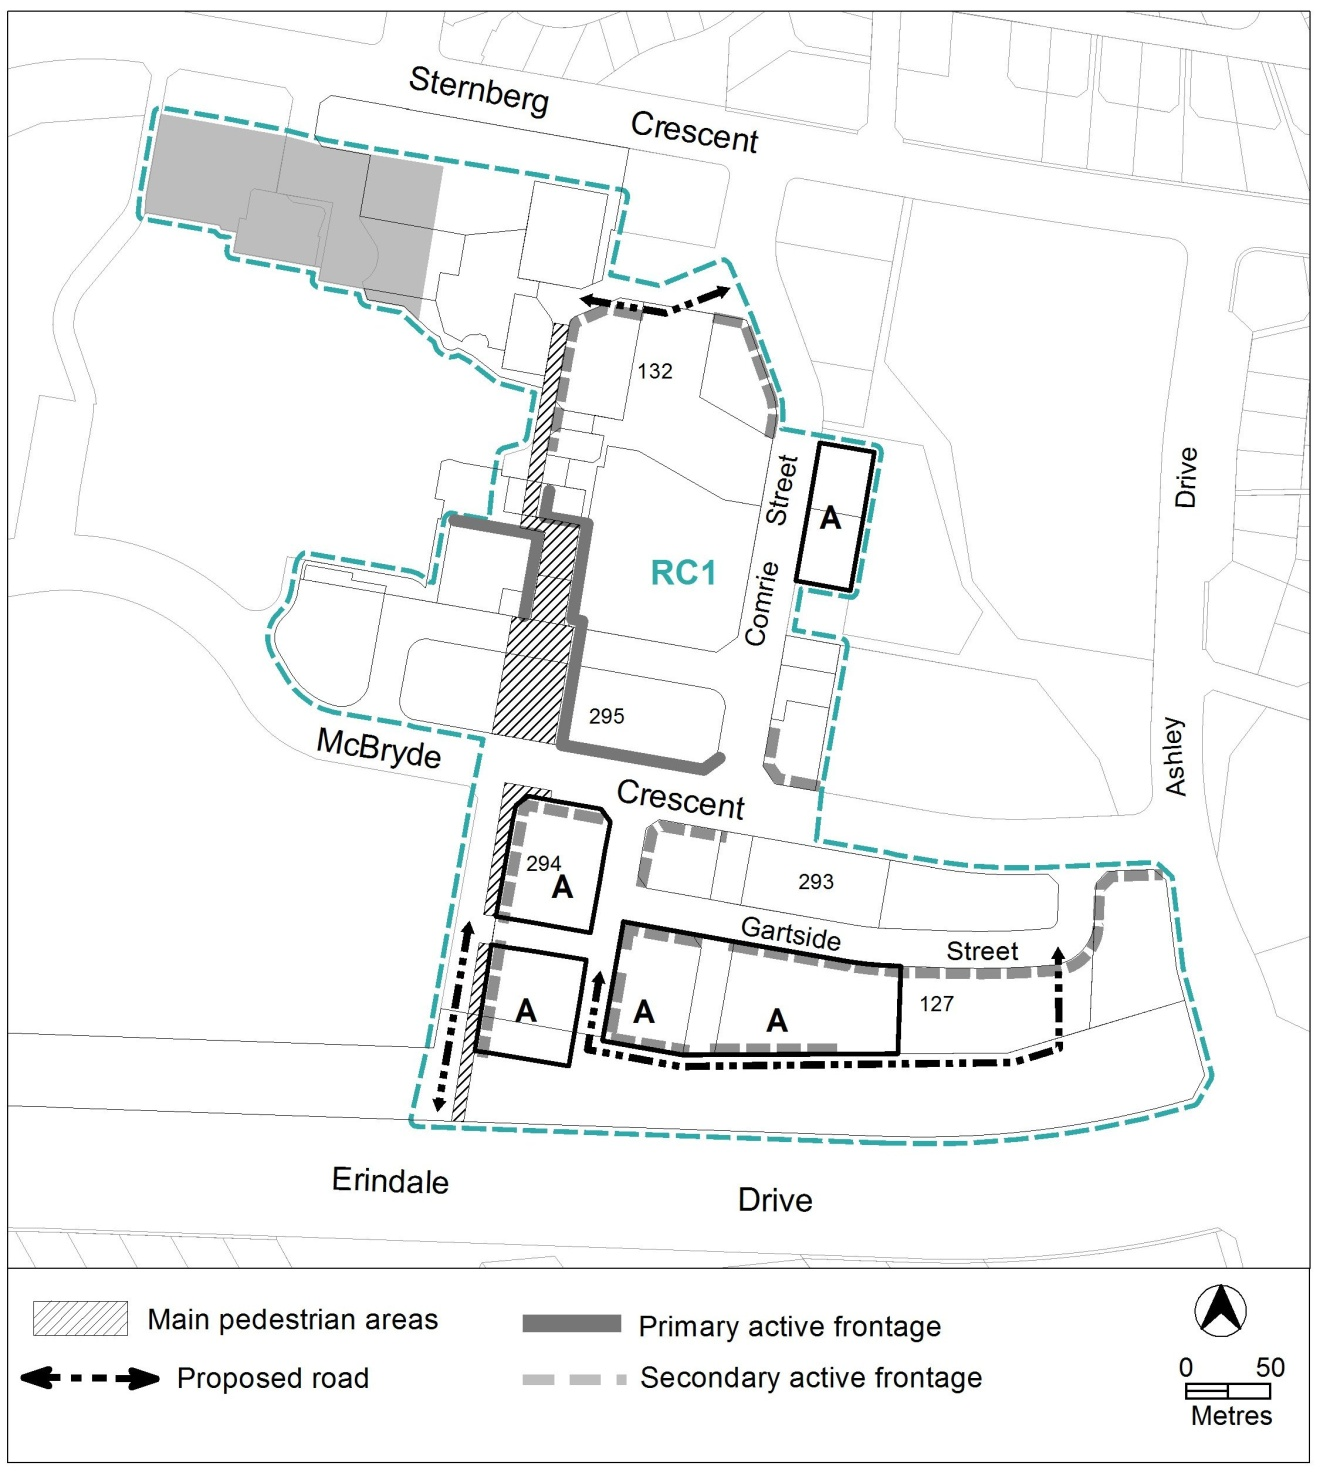 Sternberg
Crescent
132
Street
Drive
A
RC1
Comrie
295
McBryde
Ashley
Crescent
294
A
293
Gartside
Street
127
A
A
A
Erindale
Drive
Main pedestrian areas
Primary active frontage
Proposed road
Secondary active frontage
0 50
Metres